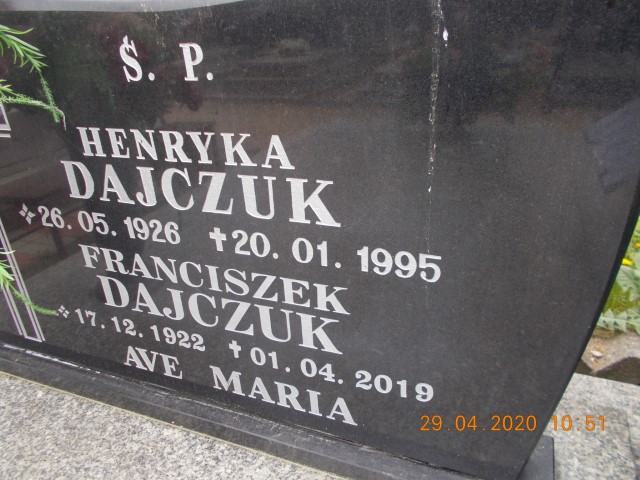 Ś. P.
HENRYKA
DAJCZUK
26.05.1926 20.01.1995
FRANCISZEK
DAJCZUK
17.12.1922 01.04.2019
AVE MARIA
29.04.2020 10:51